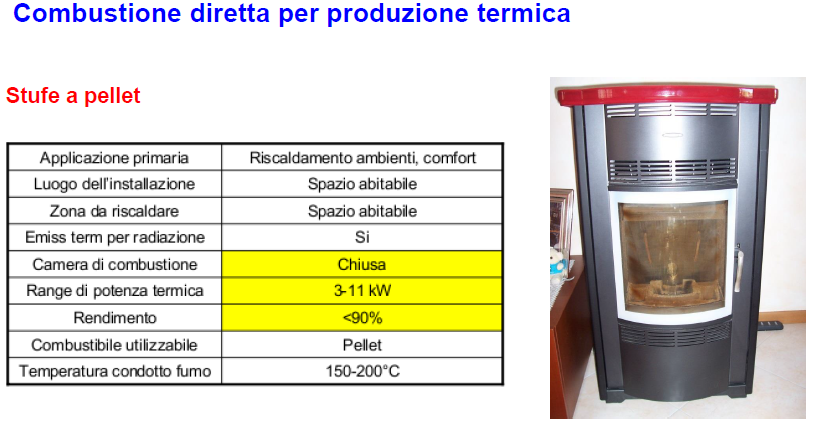 Combustione diretta per produzione termica
Stufe a pellet
Applicazione primaria Riscaldamento ambienti, comfort
Luogo dell'installazione Spazio abitabile
Zona da riscaldare Spazio abitabile
Emiss term per radiazione Si
Camera di combustione Chiusa
Range di potenza termica 3-11 kW
Rendimento <90%
Combustibile utilizzabile Pellet
Temperatura condotto fumo 150-200°C